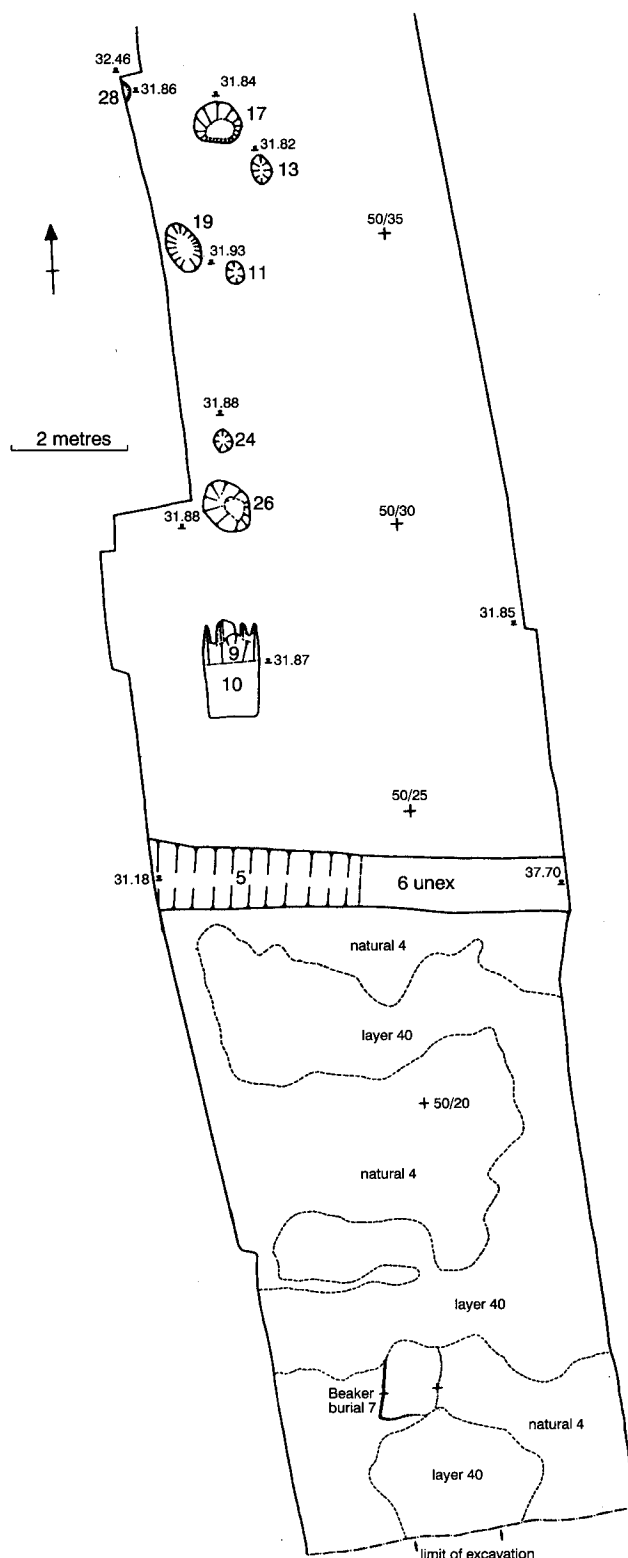 32.46
28
31.86
31.84
17
31.82
13
19
50/35
31.93
11
2 metres
31.88
24
26
31.88
50/30
31.85
9
31.87
10
50/25
31.18
5
6 unex
37.70
natural 4
layer 40
50/20
natural 4
layer 40
Beaker
burial 7
natural 4
layer 40
limit of excavation